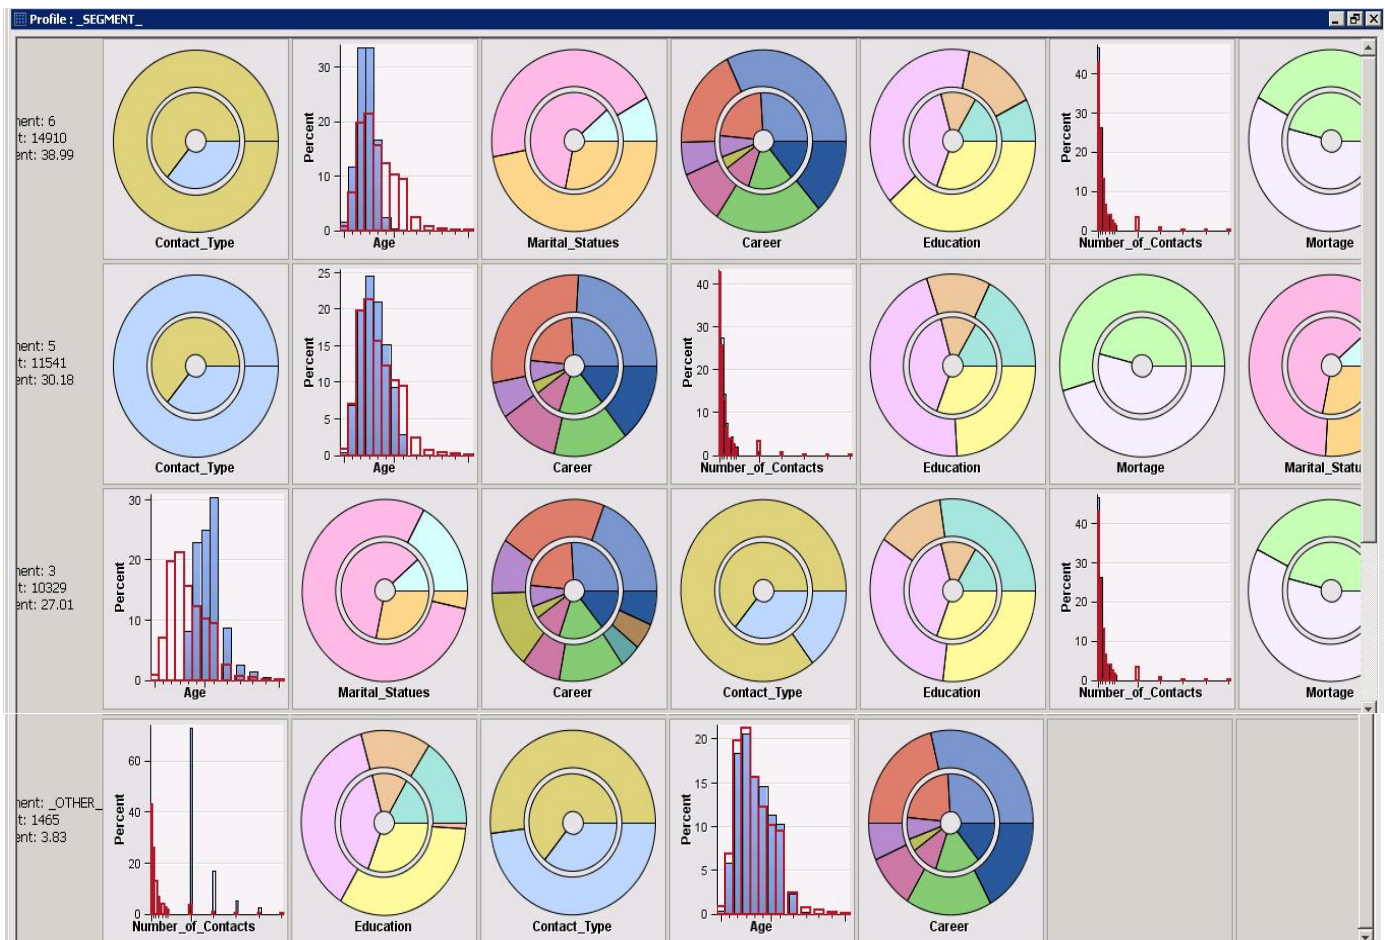 Profile : _SEGMENT_
ment: 6
t: 14910
ent: 38.99
Contact_Type
Percent
30
20
10
0
Age
Marital_Statues
Career
Education
Percent
40
30
20
10
0
Number_of_Contacts
Mortage
ment: 5
t: 11541
ent: 30.18
Contact_Type
Percent
25
20
15
10
5
0
Age
Career
Percent
40
30
20
10
0
Number_of_Contacts
Education
Mortage
Marital_Statu
ment: 3
t: 10329
ent: 27.01
Percent
30
20
10
0
Age
Marital_Statues
Career
Contact_Type
Education
Percent
40
30
20
10
0
Number_of_Contacts
Mortage
ment: _OTHER_
t: 1465
ent: 3.83
Percent
60
40
20
0
Number_of_Contacts
Education
Contact_Type
Percent
20
15
10
5
0
Age
Career